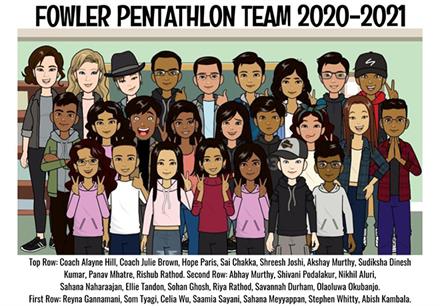 FOWLER PENTATHLON TEAM 2020-2021
Top Row: Coach Alayne Hill, Coach Julie Brown, Hope Paris, Sai Chakka, Shreesh Joshi, Akshay Murthy, Sudiksha Dinesh
Kumar, Panav Mhatre, Rishub Rathod. Second Row: Abhay Murthy, Shivani Podalakur, Nikhil Aluri,
Sahana Naharaajan, Ellie Tandon, Sohan Ghosh, Riya Rathod, Savannah Durham, Olaoluwa Okubanjo.
First Row: Reyna Gannamani, Som Tyagi, Celia Wu, Saamia Sayani, Sahana Meyyappan, Stephen Whitty, Abish Kambala.